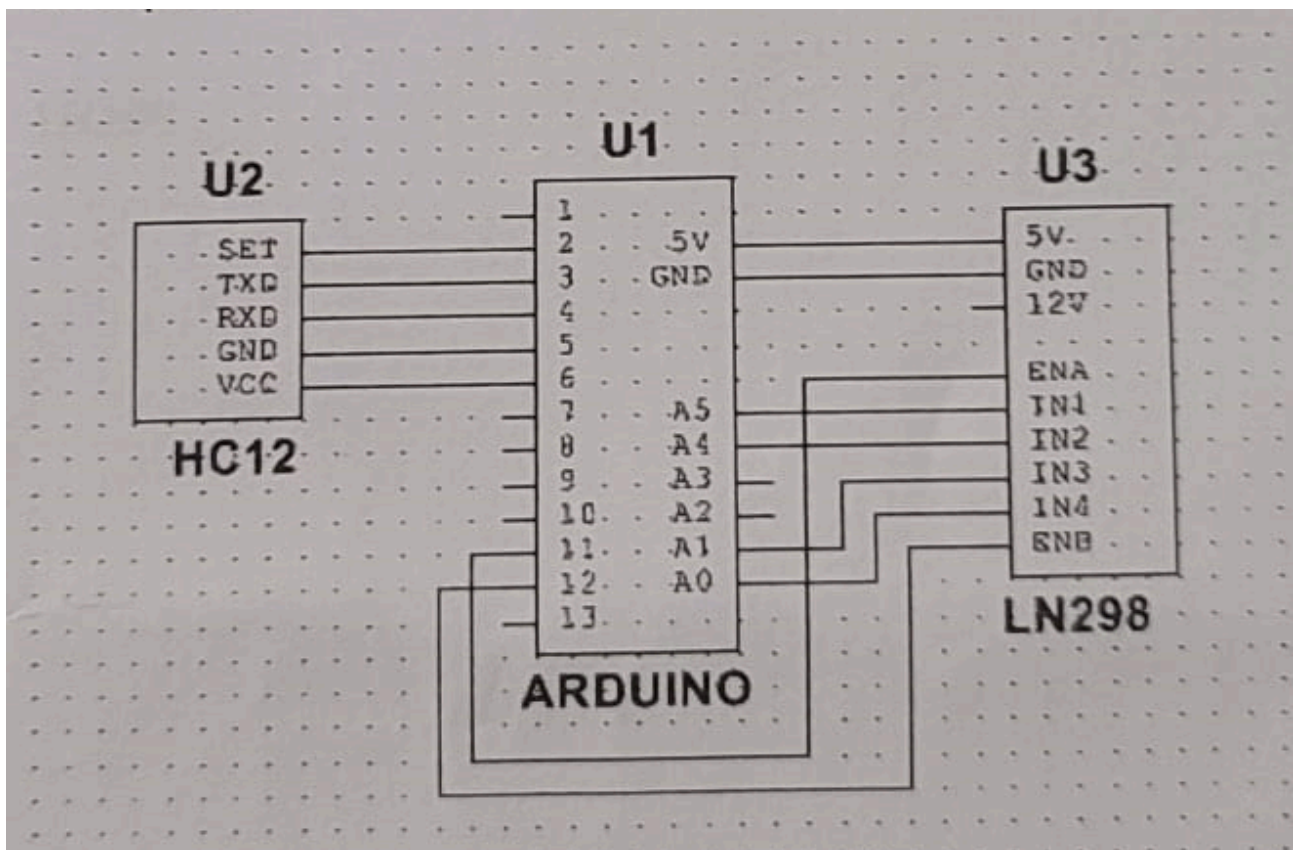 U2
SET
TXD
RXD
GND
VCC
HC12
U1
1
2 5V
3 GND
4
5
6
7 A5
8 A4
9 A3
10 A2
11 A1
12 A0
13
ARDUINO
U3
5V
GND
12V
ENA
IN1
IN2
IN3
IN4
ENB
LN298